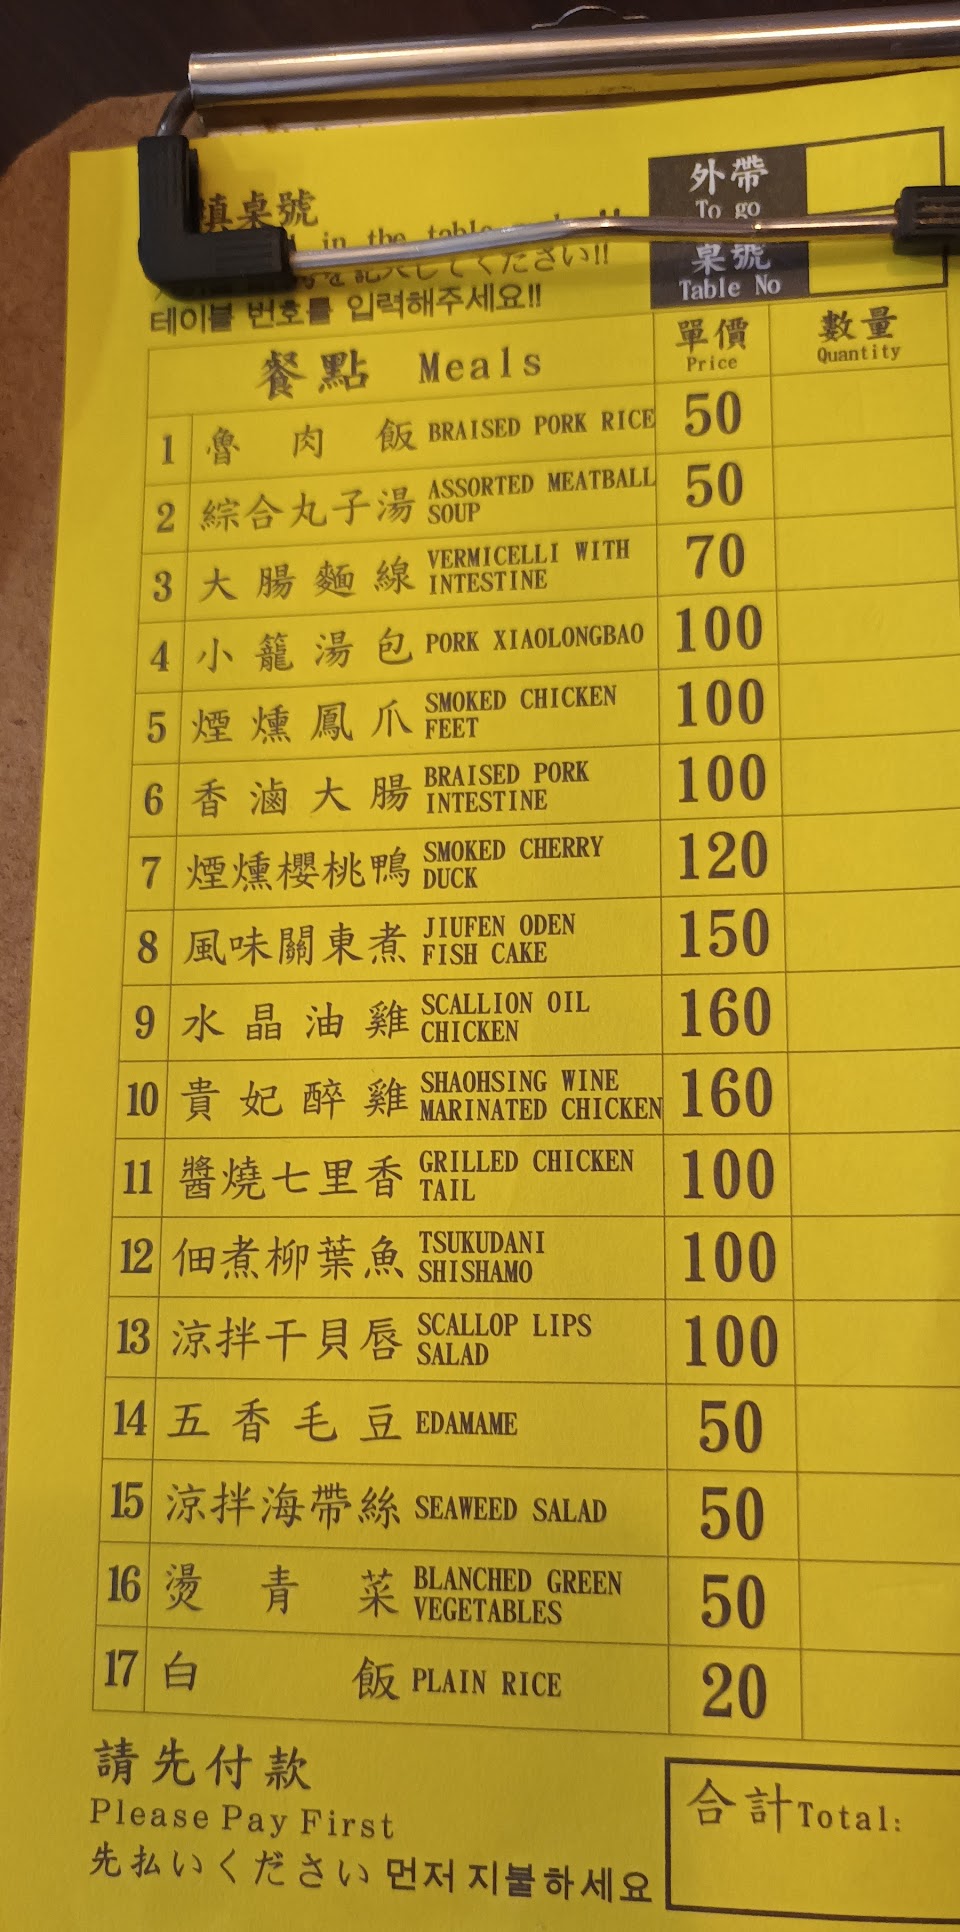 填桌號
in the table
ください!!
테이블 번호를 입력해주세요!!
外帶
To go
桌號
Table No
餐點 Meals
單價
Price
數量
Quantity
1 魯肉飯 BRAISED PORK RICE 50
2 綜合丸子湯 ASSORTED MEATBALL SOUP 50
3 大腸麵線 VERMICELLI WITH INTESTINE 70
4 小籠湯包 PORK XIAOLONGBAO 100
5 煙燻鳳爪 SMOKED CHICKEN FEET 100
6 香滷大腸 BRAISED PORK INTESTINE 100
7 煙燻櫻桃鴨 SMOKED CHERRY DUCK 120
8 風味關東煮 JIUFEN ODEN FISH CAKE 150
9 水晶油雞 SCALLION OIL CHICKEN 160
10 貴妃醉雞 SHAOHSING WINE MARINATED CHICKEN 160
11 醬燒七里香 GRILLED CHICKEN TAIL 100
12 佃煮柳葉魚 TSUKUDANI SHISHAMO 100
13 涼拌干貝唇 SCALLOP LIPS SALAD 100
14 五香毛豆 EDAMAME 50
15 涼拌海帶絲 SEAWEED SALAD 50
16 燙青菜 BLANCHED GREEN VEGETABLES 50
17 白飯 PLAIN RICE 20
請先付款
Please Pay First
先払いください 먼저 지불하세요
合計 Total: